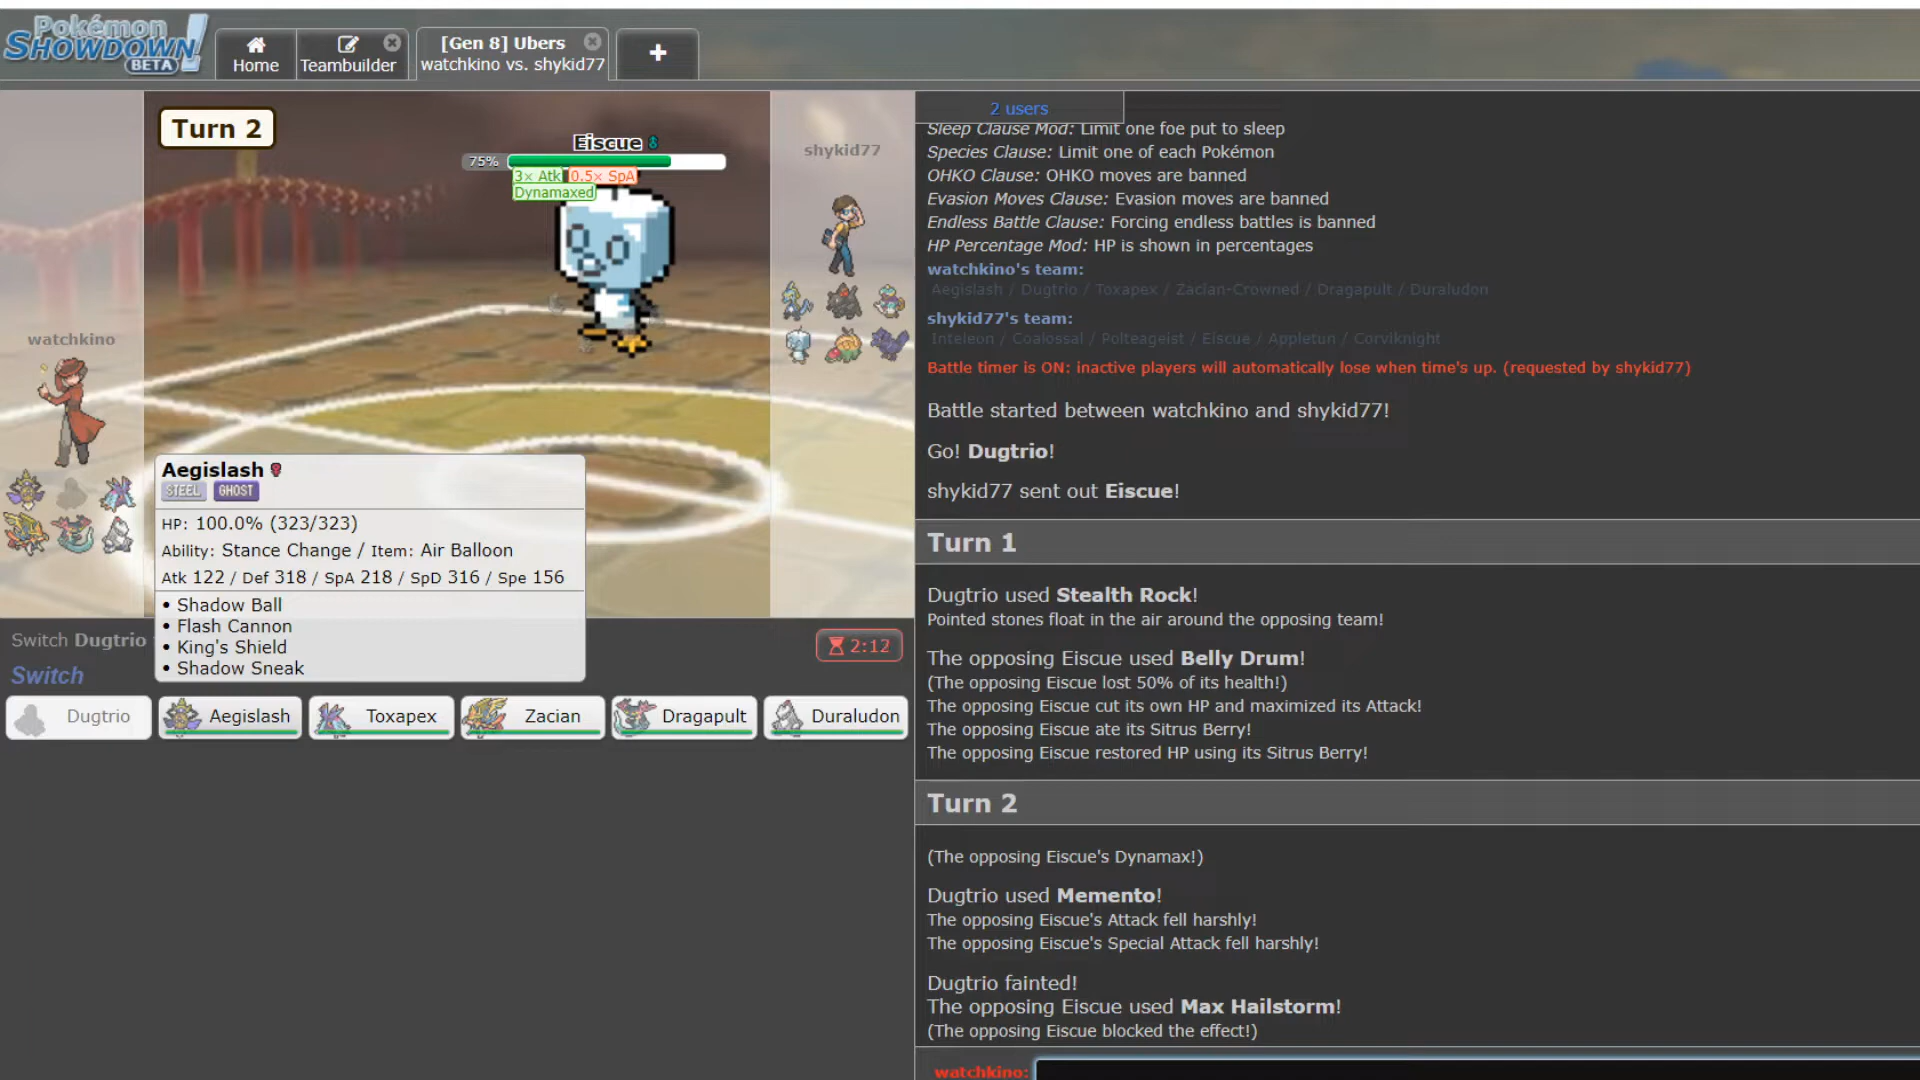 Pokémon
SHOWDOWN!
BETA
Home
Teambuilder
[Gen 8] Ubers
watchkino vs. shykid77
+
Turn 2
Eiscue
75%
3× Atk 0.5× SpA
Dynamaxed
shykid77
watchkino
Aegislash
STEEL GHOST
HP: 100.0% (323/323)
Ability: Stance Change / Item: Air Balloon
Atk 122 / Def 318 / SpA 218 / SpD 316 / Spe 156
• Shadow Ball
• Flash Cannon
• King's Shield
• Shadow Sneak
Switch Dugtrio
2:12
Switch
Dugtrio
Aegislash
Toxapex
Zacian
Dragapult
Duraludon
2 users
Sleep Clause Mod: Limit one foe put to sleep
Species Clause: Limit one of each Pokémon
OHKO Clause: OHKO moves are banned
Evasion Moves Clause: Evasion moves are banned
Endless Battle Clause: Forcing endless battles is banned
HP Percentage Mod: HP is shown in percentages
watchkino's team:
Aegislash / Dugtrio / Toxapex / Zacian-Crowned / Dragapult / Duraludon
shykid77's team:
Inteleon / Coalossal / Polteageist / Eiscue / Appletun / Corviknight
Battle timer is ON: inactive players will automatically lose when time's up. (requested by shykid77)
Battle started between watchkino and shykid77!
Go! Dugtrio!
shykid77 sent out Eiscue!
Turn 1
Dugtrio used Stealth Rock!
Pointed stones float in the air around the opposing team!
The opposing Eiscue used Belly Drum!
(The opposing Eiscue lost 50% of its health!)
The opposing Eiscue cut its own HP and maximized its Attack!
The opposing Eiscue ate its Sitrus Berry!
The opposing Eiscue restored HP using its Sitrus Berry!
Turn 2
(The opposing Eiscue's Dynamax!)
Dugtrio used Memento!
The opposing Eiscue's Attack fell harshly!
The opposing Eiscue's Special Attack fell harshly!
Dugtrio fainted!
The opposing Eiscue used Max Hailstorm!
(The opposing Eiscue blocked the effect!)
watchkino: